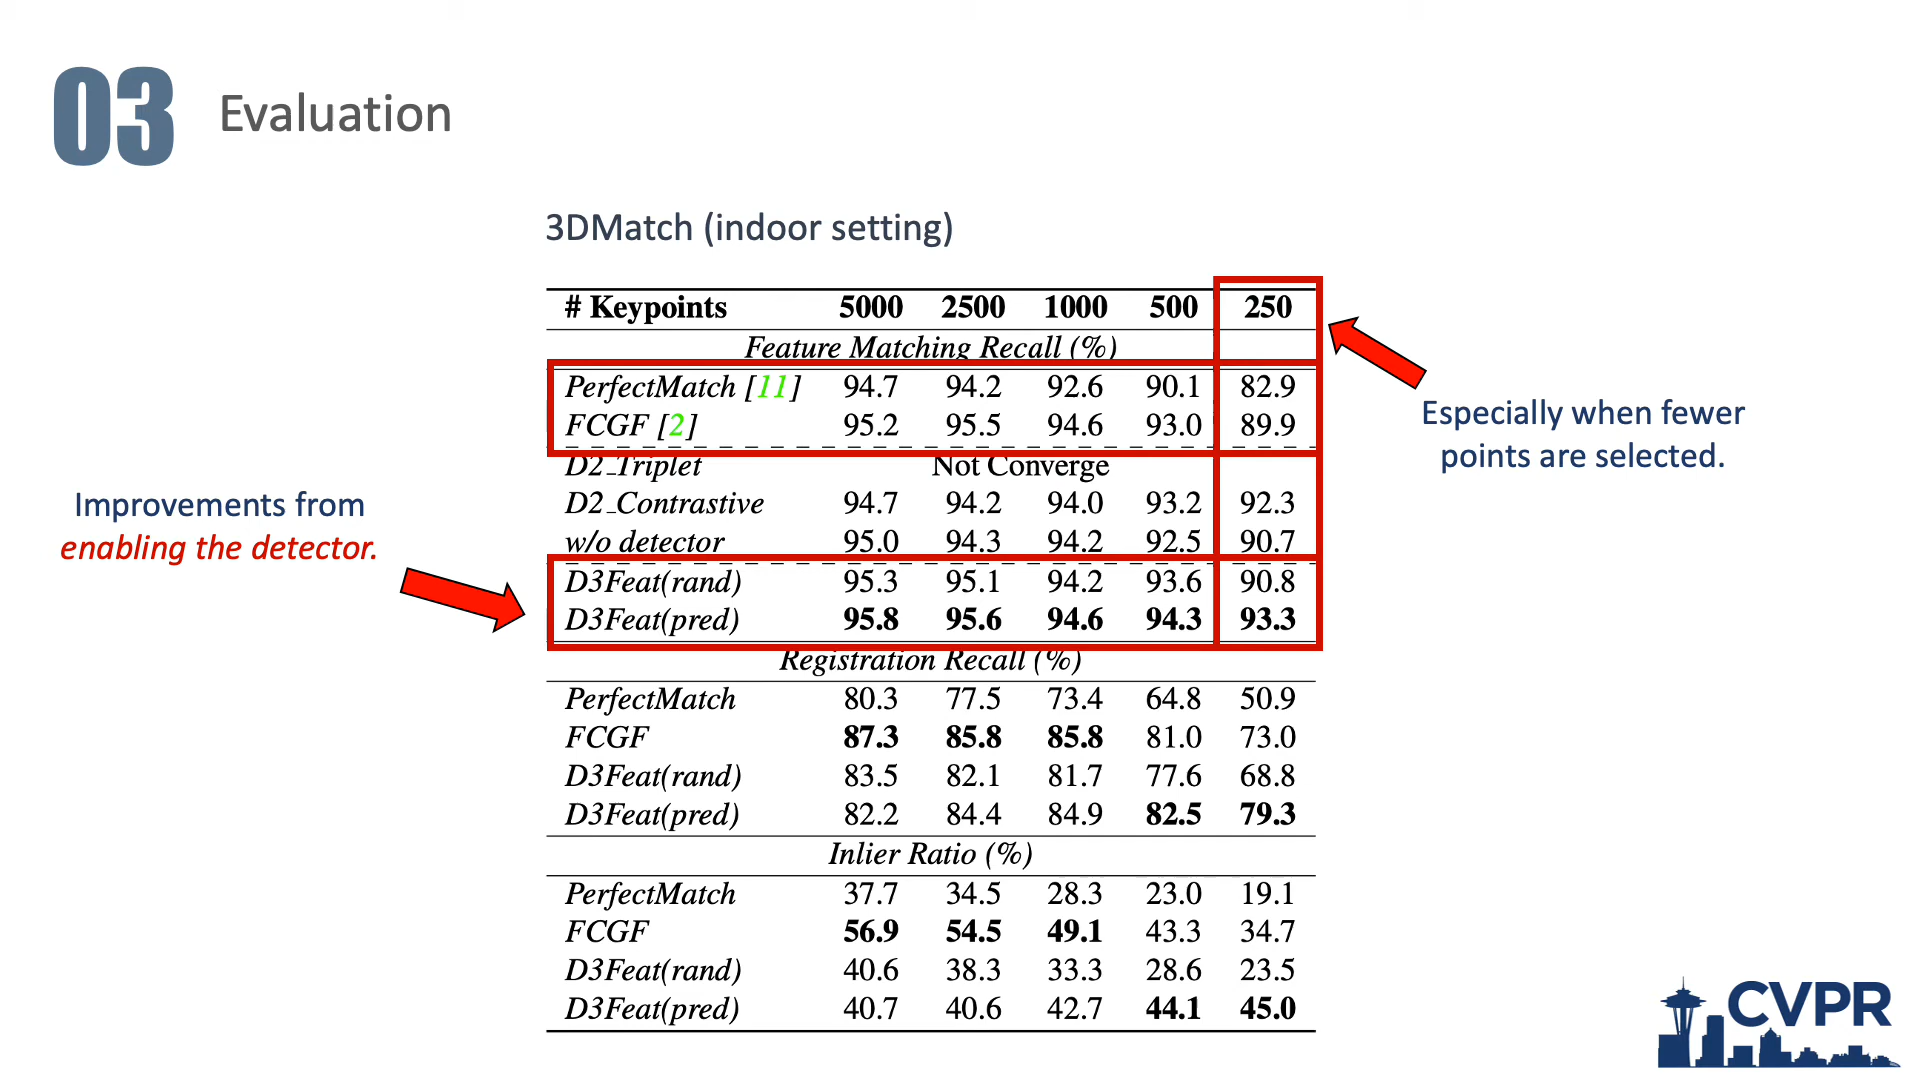 03 Evaluation
3DMatch (indoor setting)
# Keypoints 5000 2500 1000 500 250
Feature Matching Recall (%)
PerfectMatch [11] 94.7 94.2 92.6 90.1 82.9
FCGF [2] 95.2 95.5 94.6 93.0 89.9
D2_Triplet Not Converge
D2_Contrastive 94.7 94.2 94.0 93.2 92.3
w/o detector 95.0 94.3 94.2 92.5 90.7
D3Feat(rand) 95.3 95.1 94.2 93.6 90.8
D3Feat(pred) 95.8 95.6 94.6 94.3 93.3
Registration Recall (%)
PerfectMatch 80.3 77.5 73.4 64.8 50.9
FCGF 87.3 85.8 85.8 81.0 73.0
D3Feat(rand) 83.5 82.1 81.7 77.6 68.8
D3Feat(pred) 82.2 84.4 84.9 82.5 79.3
Inlier Ratio (%)
PerfectMatch 37.7 34.5 28.3 23.0 19.1
FCGF 56.9 54.5 49.1 43.3 34.7
D3Feat(rand) 40.6 38.3 33.3 28.6 23.5
D3Feat(pred) 40.7 40.6 42.7 44.1 45.0
Improvements from
enabling the detector.
Especially when fewer
points are selected.
CVPR